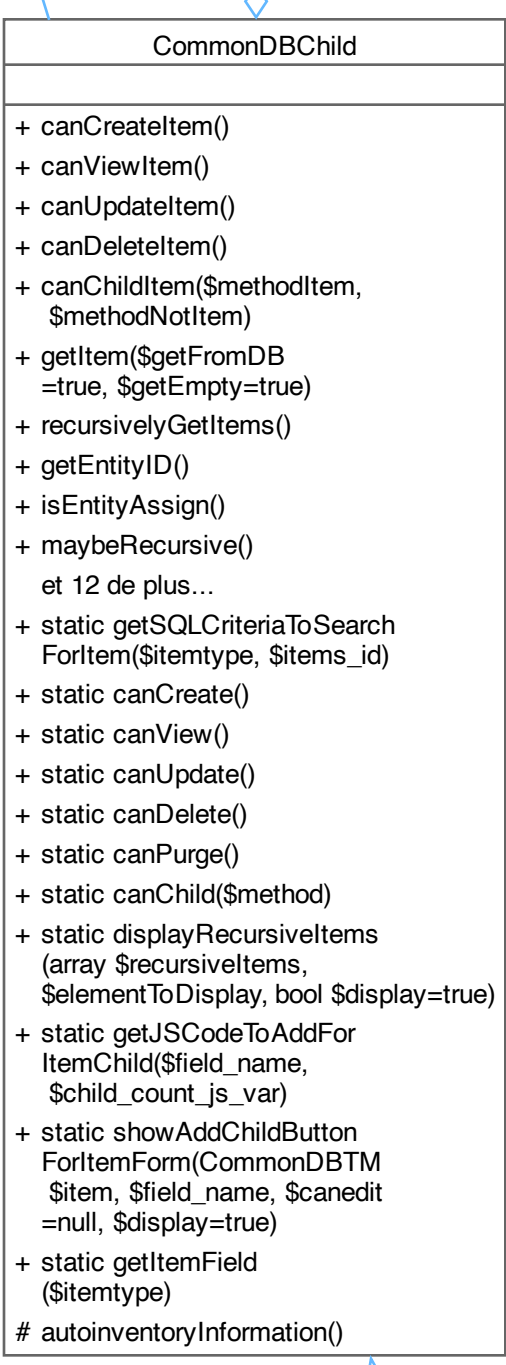 CommonDBChild
+ canCreateItem()
+ canViewItem()
+ canUpdateItem()
+ canDeleteItem()
+ canChildItem($methodItem,
$methodNotItem)
+ getItem($getFromDB
=true, $getEmpty=true)
+ recursivelyGetItems()
+ getEntityID()
+ isEntityAssign()
+ maybeRecursive()
et 12 de plus...
+ static getSQLCriteriaToSearch
ForItem($itemtype, $items_id)
+ static canCreate()
+ static canView()
+ static canUpdate()
+ static canDelete()
+ static canPurge()
+ static canChild($method)
+ static displayRecursiveItems
(array $recursiveItems,
$elementToDisplay, bool $display=true)
+ static getJSCodeToAddFor
ItemChild($field_name,
$child_count_js_var)
+ static showAddChildButton
ForItemForm(CommonDBTM
$item, $field_name, $canedit
=null, $display=true)
+ static getItemField
($itemtype)
# autoinventoryInformation()